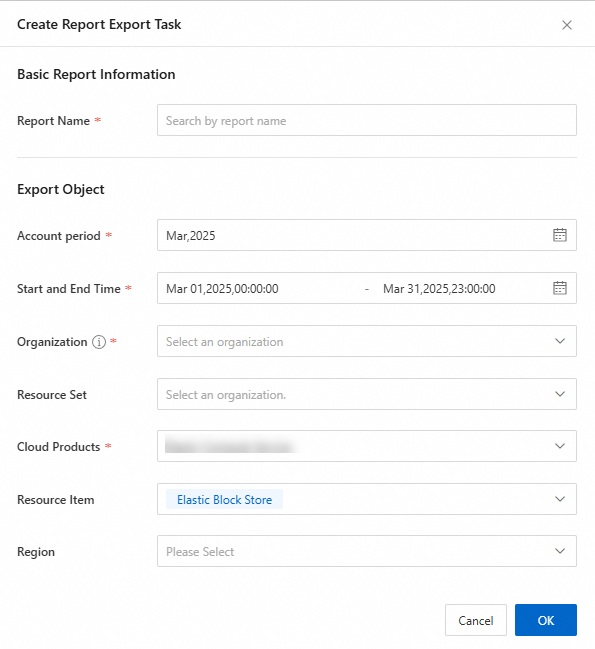 Create Report Export Task
Basic Report Information
Report Name *
Search by report name
Export Object
Account period *
Mar,2025
Start and End Time *
Mar 01,2025,00:00:00 - Mar 31,2025,23:00:00
Organization *
Select an organization
Resource Set
Select an organization.
Cloud Products *
Resource Item
Elastic Block Store
Region
Please Select
Cancel
OK